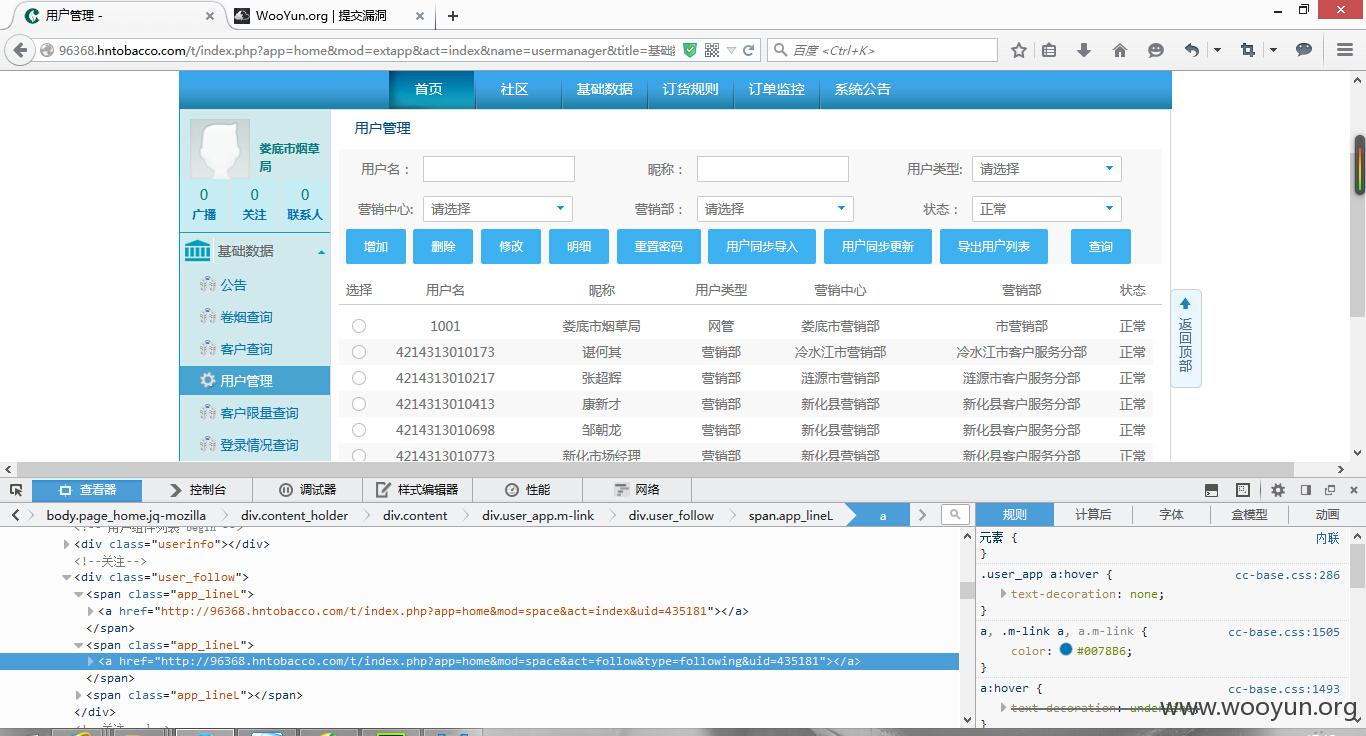 用户管理 -
WooYun.org | 提交漏洞
96368.hntobacco.com/t/index.php?app=home&mod=extapp&act=index&name=usermanager&title=基础
百度 <Ctrl+K>
首页 社区 基础数据 订货规则 订单监控 系统公告
娄底市烟草局
0 0 0
广播 关注 联系人
基础数据
公告
卷烟查询
客户查询
用户管理
客户限量查询
登录情况查询
用户管理
用户名： 昵称： 用户类型: 请选择
营销中心: 请选择 营销部： 请选择 状态： 正常
增加 删除 修改 明细 重置密码 用户同步导入 用户同步更新 导出用户列表 查询
选择 用户名 昵称 用户类型 营销中心 营销部 状态
1001 娄底市烟草局 网管 娄底市营销部 市营销部 正常
4214313010173 谌何其 营销部 冷水江市营销部 冷水江市客户服务分部 正常
4214313010217 张超辉 营销部 涟源市营销部 涟源市客户服务分部 正常
4214313010413 康新才 营销部 新化县营销部 新化县客户服务分部 正常
4214313010698 邹朝龙 营销部 新化县营销部 新化县客户服务分部 正常
4214313010773 新化市场经理 营销部 新化县营销部 新化县客户服务分部 正常
返回顶部
查看器 控制台 调试器 样式编辑器 性能 网络
body.page_home.jq-mozilla div.content_holder div.content div.user_app.m-link div.user_follow span.app_lineL a
规则 计算后 字体 盒模型 动画
<!-- 用户组件列表 begin -->
<div class="userinfo"></div>
<!--关注-->
<div class="user_follow">
<span class="app_lineL">
<a href="http://96368.hntobacco.com/t/index.php?app=home&mod=space&act=index&uid=435181"></a>
</span>
<span class="app_lineL">
<a href="http://96368.hntobacco.com/t/index.php?app=home&mod=space&act=follow&type=following&uid=435181"></a>
</span>
<span class="app_lineL"></span>
</div>
元素 { 内联
}
.user_app a:hover { cc-base.css:286
text-decoration: none;
}
a, .m-link a, a.m-link { cc-base.css:1505
color: #0078B6;
}
a:hover { cc-base.css:1493
text-decoration:
}
www.wooyun.org